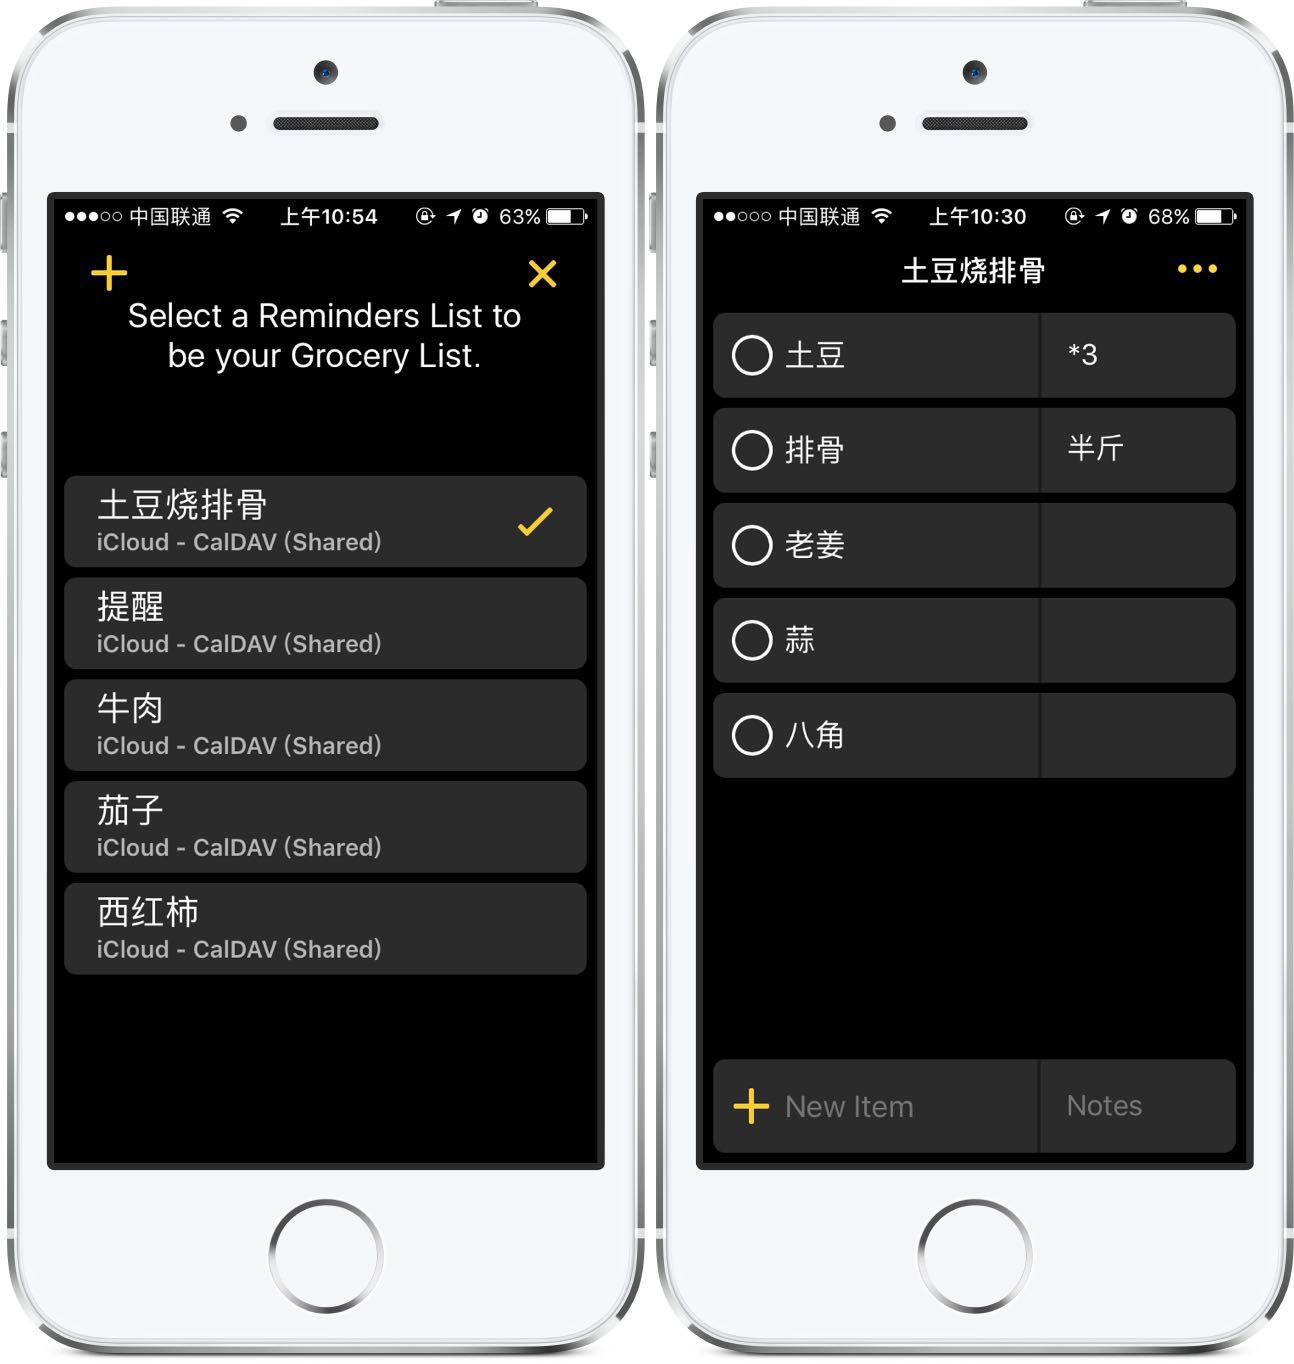 中国联通 上午10:54 63%
Select a Reminders List to
be your Grocery List.
土豆烧排骨
iCloud - CalDAV (Shared)
提醒
iCloud - CalDAV (Shared)
牛肉
iCloud - CalDAV (Shared)
茄子
iCloud - CalDAV (Shared)
西红柿
iCloud - CalDAV (Shared)
中国联通 上午10:30 68%
土豆烧排骨
土豆 *3
排骨 半斤
老姜
蒜
八角
New Item Notes